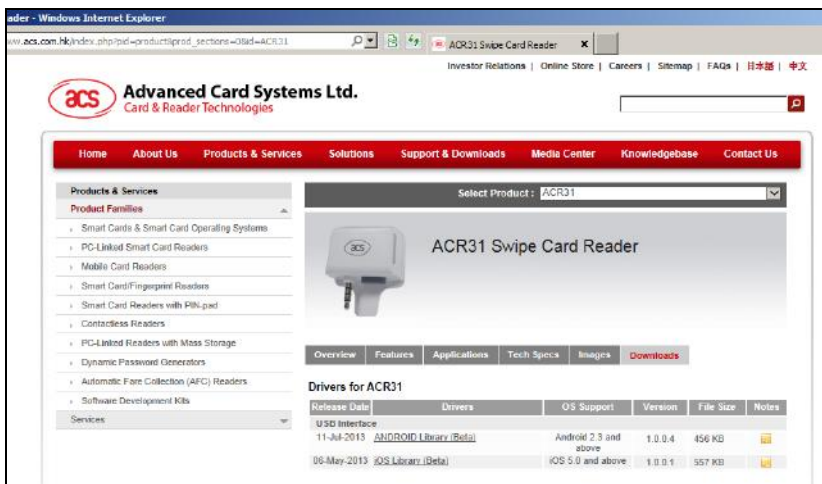 ader - Windows Internet Explorer
ww.acs.com.hk/index.php?pid=product&prod_sections=0&id=ACR31
ACR31 Swipe Card Reader
Investor Relations | Online Store | Careers | Sitemap | FAQs | 日本語 | 中文
acs
Advanced Card Systems Ltd.
Card & Reader Technologies
Home About Us Products & Services Solutions Support & Downloads Media Center Knowledgebase Contact Us
Products & Services
Product Families
Smart Cards & Smart Card Operating Systems
PC-Linked Smart Card Readers
Mobile Card Readers
Smart Card/Fingerprint Readers
Smart Card Readers with PIN-pad
Contactless Readers
PC-Linked Readers with Mass Storage
Dynamic Password Generators
Automatic Fare Collection (AFC) Readers
Software Development Kits
Services
Select Product : ACR31
acs
ACR31 Swipe Card Reader
Overview Features Applications Tech Specs Images Downloads
Drivers for ACR31
Release Date Drivers OS Support Version File Size Notes
USB Interface
11-Jul-2013 ANDROID Library (Beta) Android 2.3 and above 1.0.0.4 456 KB
06-May-2013 iOS Library (Beta) iOS 5.0 and above 1.0.0.1 557 KB